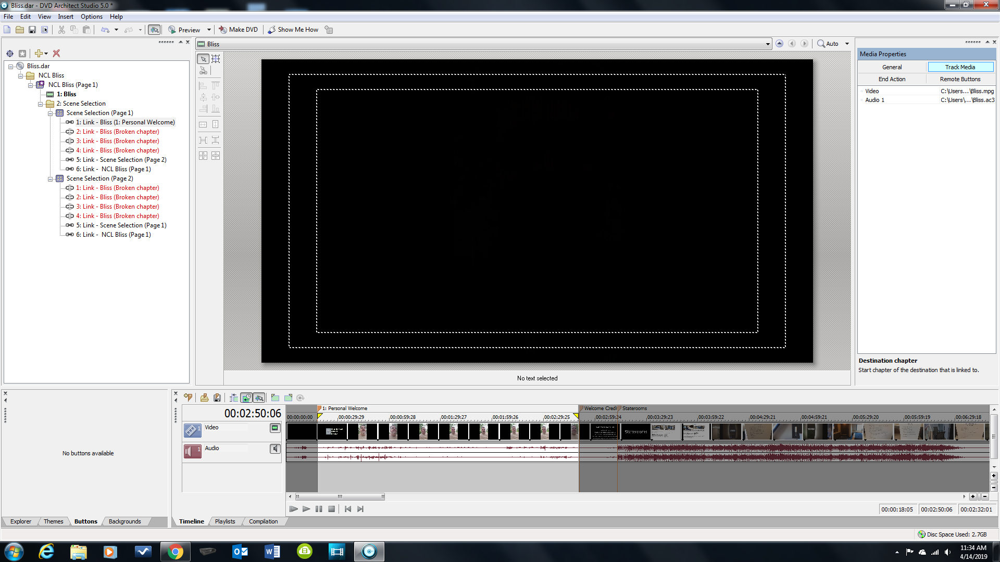 Bliss.dar - DVD Architect Studio 5.0 *
File Edit View Insert Options Help
Preview Make DVD Show Me How
Bliss
Auto
Bliss.dar
NCL Bliss
NCL Bliss (Page 1)
1: Bliss
2: Scene Selection
Scene Selection (Page 1)
1: Link - Bliss (1: Personal Welcome)
2: Link - Bliss (Broken chapter)
3: Link - Bliss (Broken chapter)
4: Link - Bliss (Broken chapter)
5: Link - Scene Selection (Page 2)
6: Link - NCL Bliss (Page 1)
Scene Selection (Page 2)
1: Link - Bliss (Broken chapter)
2: Link - Bliss (Broken chapter)
3: Link - Bliss (Broken chapter)
4: Link - Bliss (Broken chapter)
5: Link - Scene Selection (Page 1)
6: Link - NCL Bliss (Page 1)
No text selected
Media Properties
General Track Media
End Action Remote Buttons
Video C:\Users...\Bliss.mpg
Audio 1 C:\Users\...\Bliss.ac3
Destination chapter
Start chapter of the destination that is linked to.
No buttons available
Explorer Themes Buttons Backgrounds
00:02:50:06
1: Personal Welcome Welcome Credi Staterooms
00:00:00:00 00:00:29:29 00:00:59:28 00:01:29:27 00:01:59:26 00:02:29:25 00:02:59:24 00:03:29:23 00:03:59:22 00:04:29:21 00:04:59:21 00:05:29:20 00:05:59:19 00:06:29:18
1 Video
Staterooms
1 Audio
00:00:18:05 00:02:50:06 00:02:32:01
Timeline Playlists Compilation
Disc Space Used: 2.7GB
11:34 AM
4/14/2019